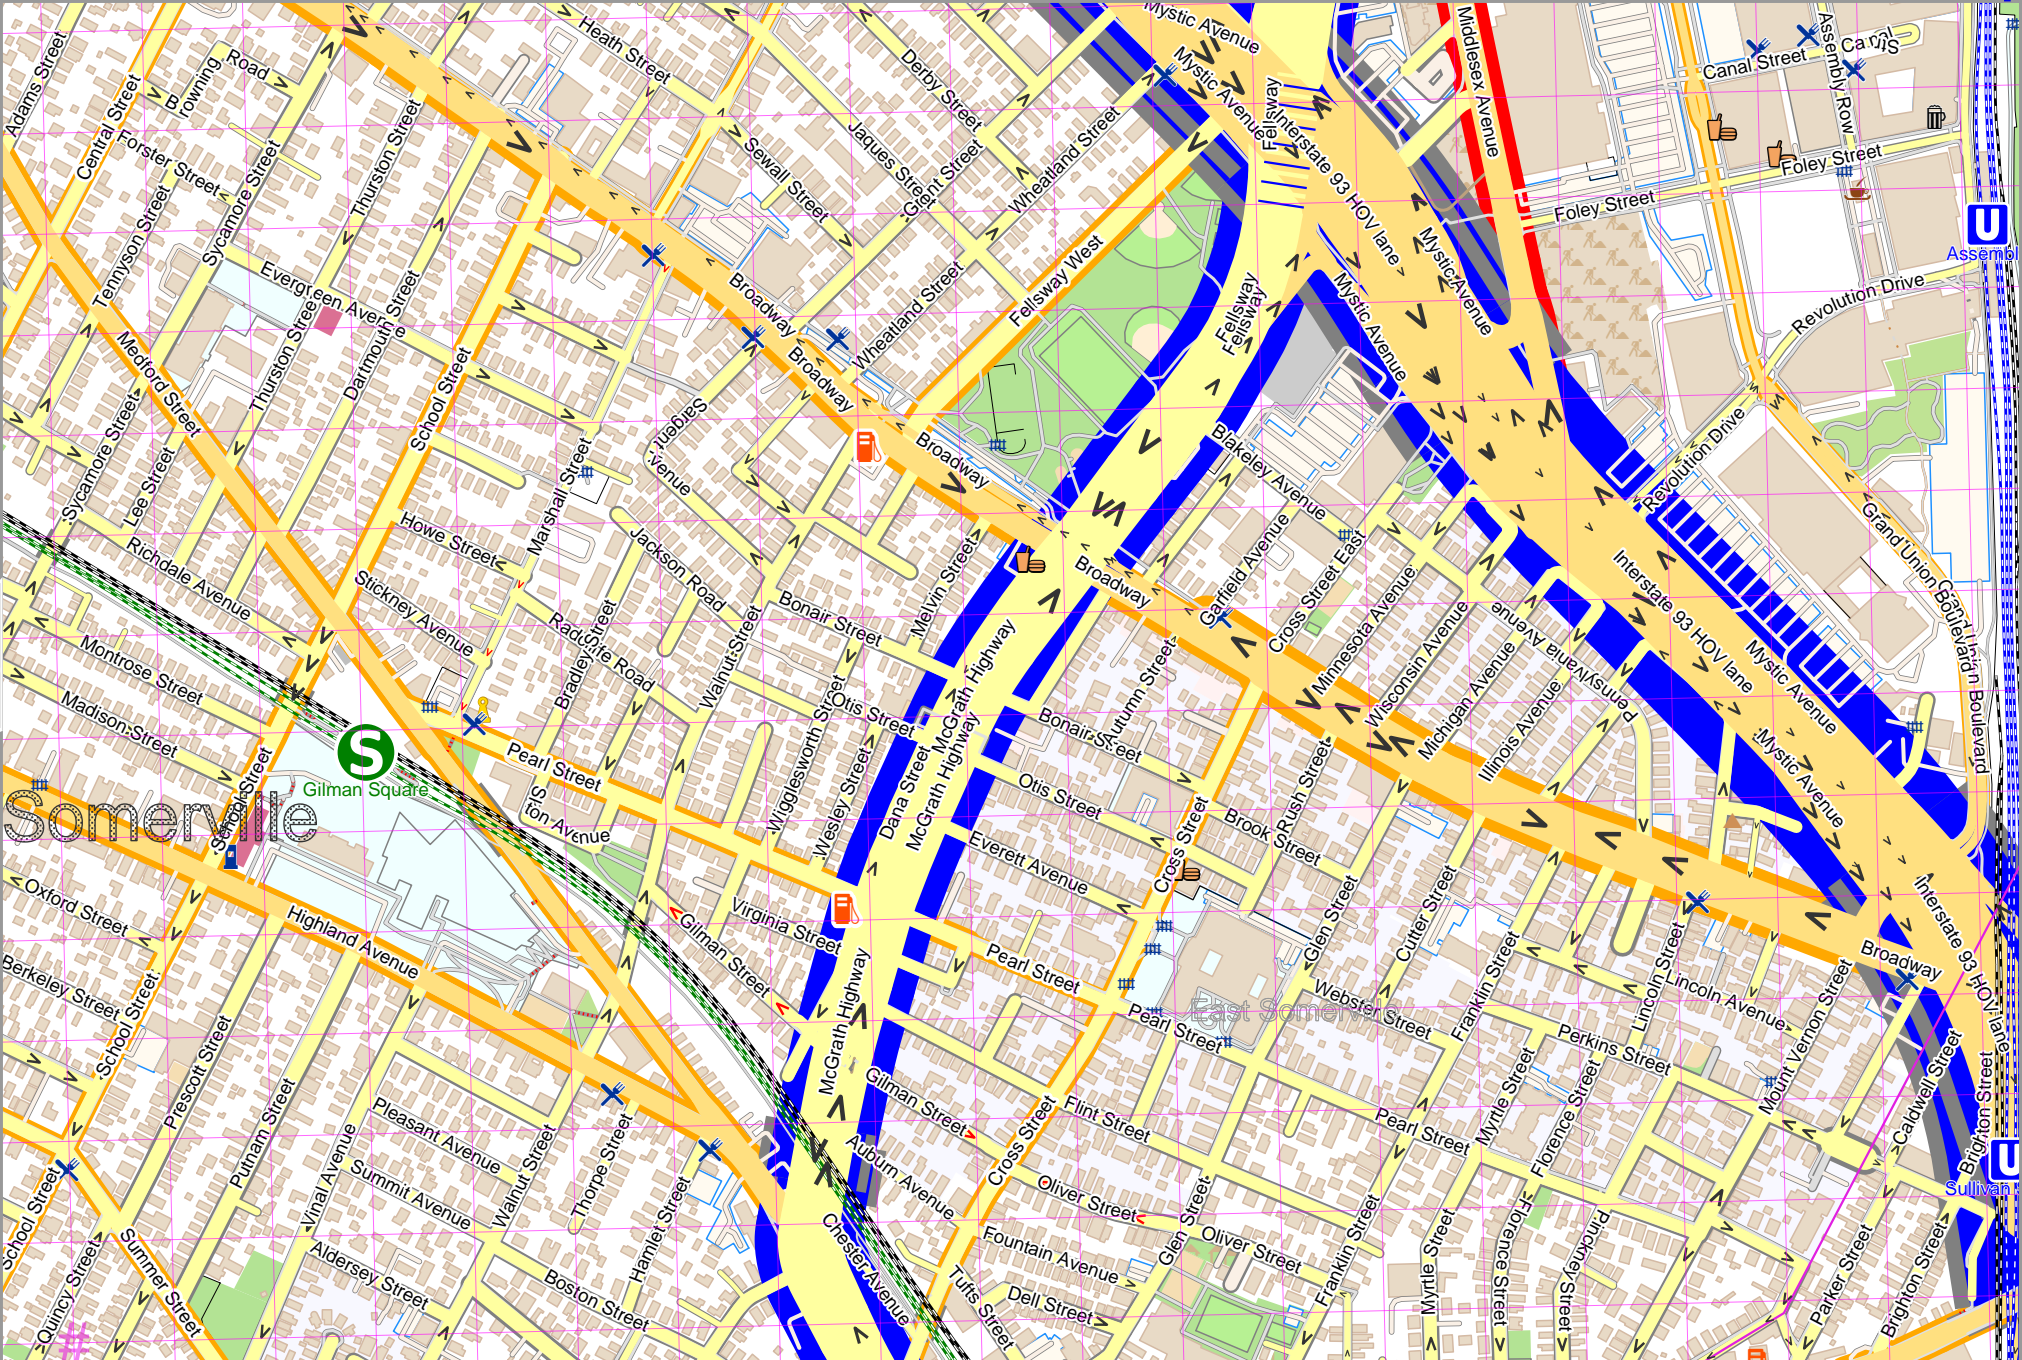 Mystic Avenue
Heath Street
Adams Street
Browning
Road
Central Street
Derby Street
Mystic Avenue
Fellsway
Middlesex Avenue
Assembly Row
Canal
Canal Street
Foley Street
Foley Street
Forster Street
Thurston Street
Jaques Street
Grant Street
Wheatland Street
Sewall Street
Interstate 93 HOV lane
Tennyson Street
Sycamore Street
Evergreen Avenue
Mystic Avenue
Broadway
Fellsway West
Fellsway
Fellsway
Mystic Avenue
Revolution Drive
Assembl
Medford Street
Thurston Street
Dartmouth Street
School Street
Broadway
Wheatland Street
Sargent
Avenue
Broadway
Blakeley Avenue
Revolution Drive
Sycamore Street
Lee Street
Marshall Street
Howe Street
Jackson Road
Richdale Avenue
Stickney Avenue
Radcliffe Road
Bradley Street
Walnut Street
Bonair Street
Melvin Street
Broadway
Garfield Avenue
Cross Street East
Minnesota Avenue
Wisconsin Avenue
Michigan Avenue
Illinois Avenue
Pennsylvania Avenue
Interstate 93 HOV lane
Mystic Avenue
Mystic Avenue
Grand Union Boulevard
Grand Union Boulevard
Montrose Street
Madison Street
Gilman Square
Somerville
School Street
Pearl Street
Otis Street
Wigglesworth Street
Wesley Street
Dana Street
McGrath Highway
McGrath Highway
Bonair Street
Autumn Street
Otis Street
Everett Avenue
Cross Street
Brook Street
Rush Street
Oxford Street
Highland Avenue
Berkeley Street
School Street
Virginia Street
Gilman Street
McGrath Highway
Pearl Street
Pearl Street
East Somerville
Glen Street
Cutter Street
Webster Street
Franklin Street
Lincoln Street
Lincoln Avenue
Perkins Street
Mount Vernon Street
Broadway
Interstate 93 HOV lane
Prescott Street
Putnam Street
Pleasant Avenue
Vinal Avenue
Summit Avenue
Walnut Street
Thorpe Street
Hamlet Street
Aldersey Street
Boston Street
Gilman Street
Auburn Avenue
Chester Avenue
Flint Street
Cross Street
Oliver Street
Oliver Street
Fountain Avenue
Dell Street
Tufts Street
Glen Street
Pearl Street
Myrtle Street
Florence Street
Franklin Street
Myrtle Street
Florence Street
Pinckney Street
Caldwell Street
Brighton Street
Sullivan
Parker Street
Brighton Street
School Street
Quincy Street
Summer Street